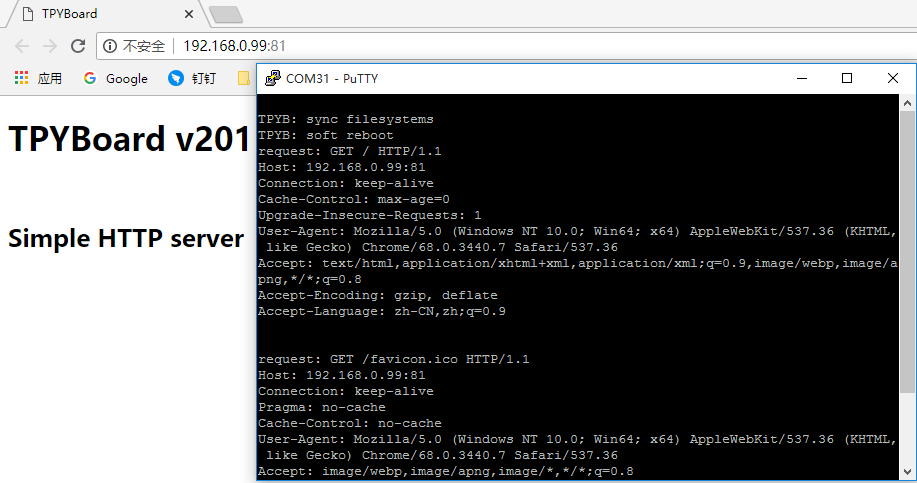 TPYBoard
不安全 192.168.0.99:81
应用 Google 钉钉
TPYBoard v201
Simple HTTP server
COM31 - PuTTY
TPYB: sync filesystems
TPYB: soft reboot
request: GET / HTTP/1.1
Host: 192.168.0.99:81
Connection: keep-alive
Cache-Control: max-age=0
Upgrade-Insecure-Requests: 1
User-Agent: Mozilla/5.0 (Windows NT 10.0; Win64; x64) AppleWebKit/537.36 (KHTML,
like Gecko) Chrome/68.0.3440.7 Safari/537.36
Accept: text/html,application/xhtml+xml,application/xml;q=0.9,image/webp,image/a
png,*/*;q=0.8
Accept-Encoding: gzip, deflate
Accept-Language: zh-CN,zh;q=0.9
request: GET /favicon.ico HTTP/1.1
Host: 192.168.0.99:81
Connection: keep-alive
Pragma: no-cache
Cache-Control: no-cache
User-Agent: Mozilla/5.0 (Windows NT 10.0; Win64; x64) AppleWebKit/537.36 (KHTML,
like Gecko) Chrome/68.0.3440.7 Safari/537.36
Accept: image/webp,image/apng,image/*,*/*;q=0.8